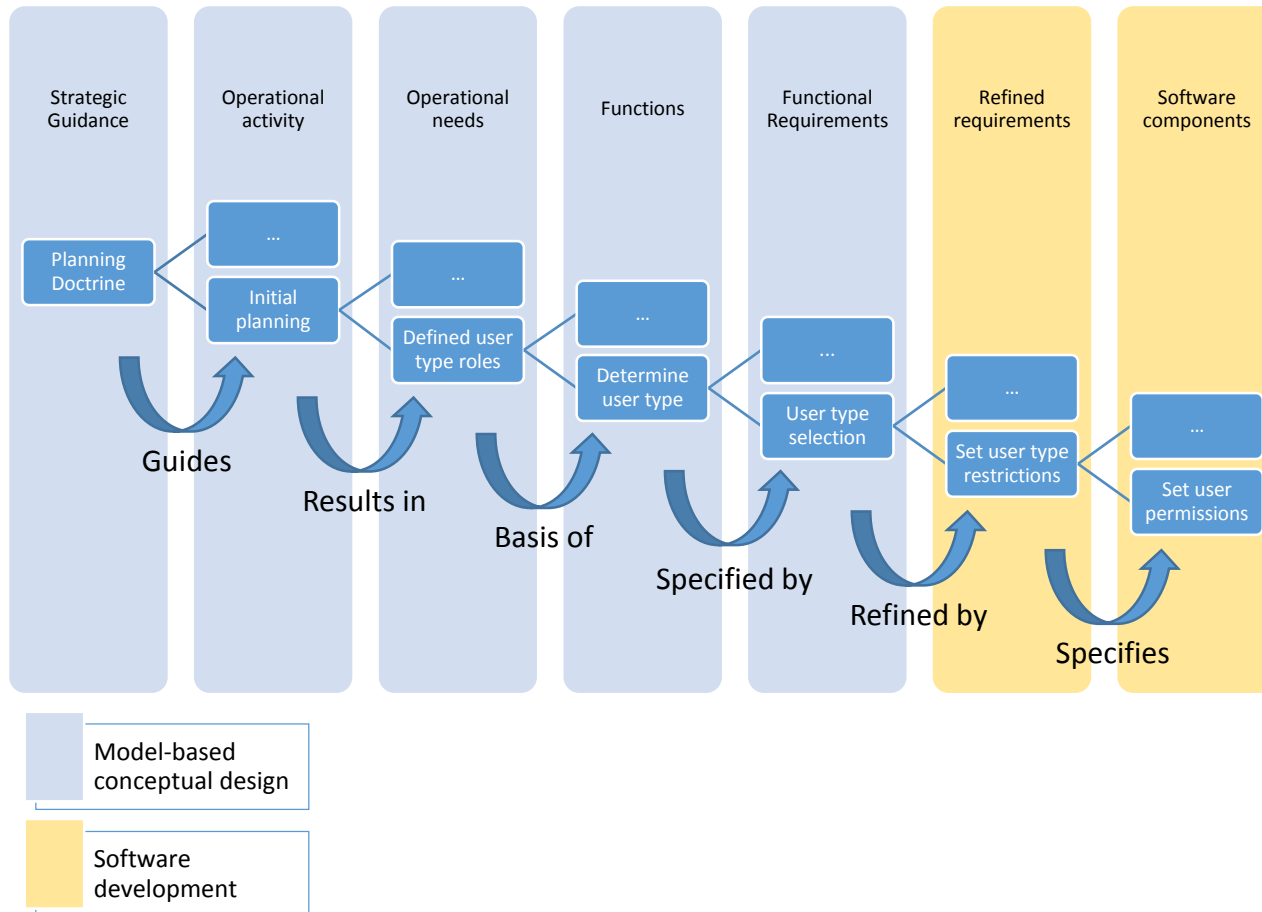 Strategic
Guidance
Operational
activity
Operational
needs
Functions
Functional
Requirements
Refined
requirements
Software
components
Planning
Doctrine
...
Initial
planning
...
Defined user
type roles
...
Determine
user type
...
User type
selection
...
Set user type
restrictions
...
Set user
permissions
Guides
Results in
Basis of
Specified by
Refined by
Specifies
Model-based
conceptual design
Software
development